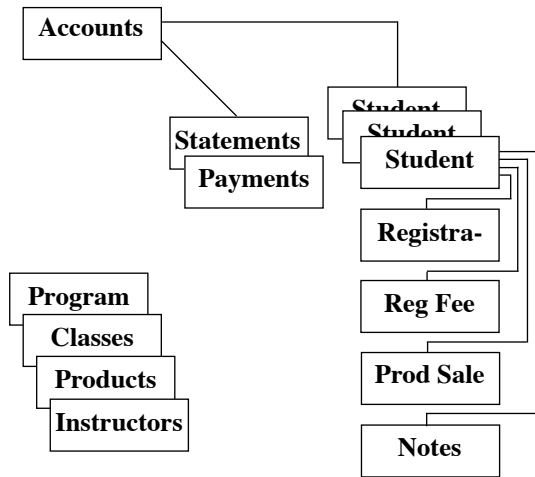 Accounts
Student
Student
Student
Statements
Payments
Registra-
Reg Fee
Prod Sale
Notes
Program
Classes
Products
Instructors